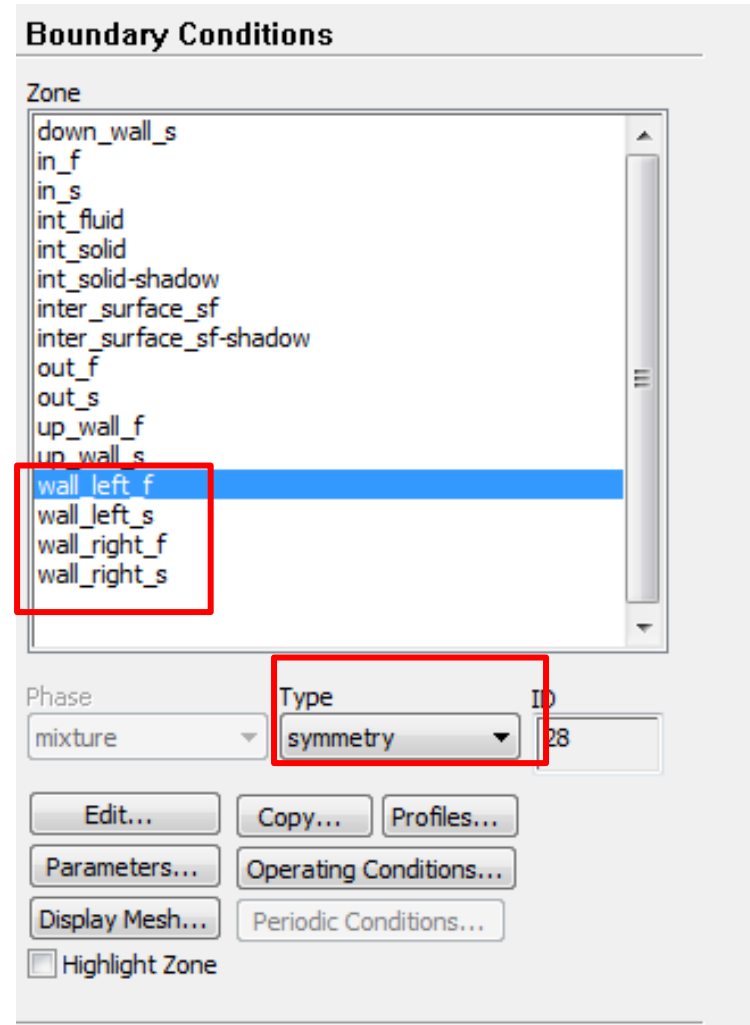 Boundary Conditions
Zone
down_wall_s
in_f
in_s
int_fluid
int_solid
int_solid-shadow
inter_surface_sf
inter_surface_sf-shadow
out_f
out_s
up_wall_f
up_wall_s
wall_left_f
wall_left_s
wall_right_f
wall_right_s
Phase Type ID
mixture symmetry 28
Edit... Copy... Profiles...
Parameters... Operating Conditions...
Display Mesh... Periodic Conditions...
Highlight Zone